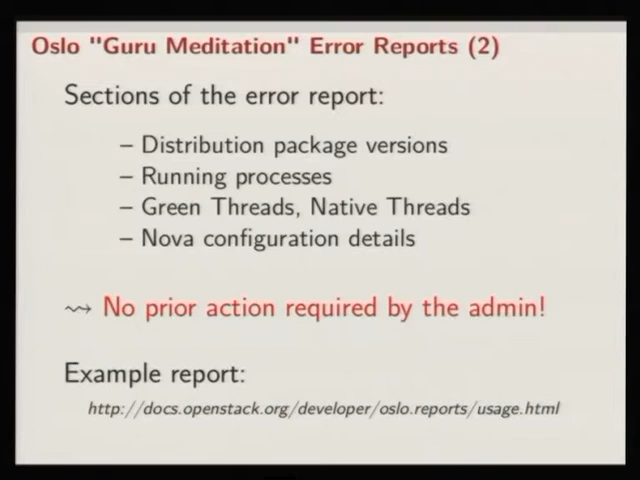 Oslo "Guru Meditation" Error Reports (2)
Sections of the error report:
– Distribution package versions
– Running processes
– Green Threads, Native Threads
– Nova configuration details
⇝ No prior action required by the admin!
Example report:
http://docs.openstack.org/developer/oslo.reports/usage.html